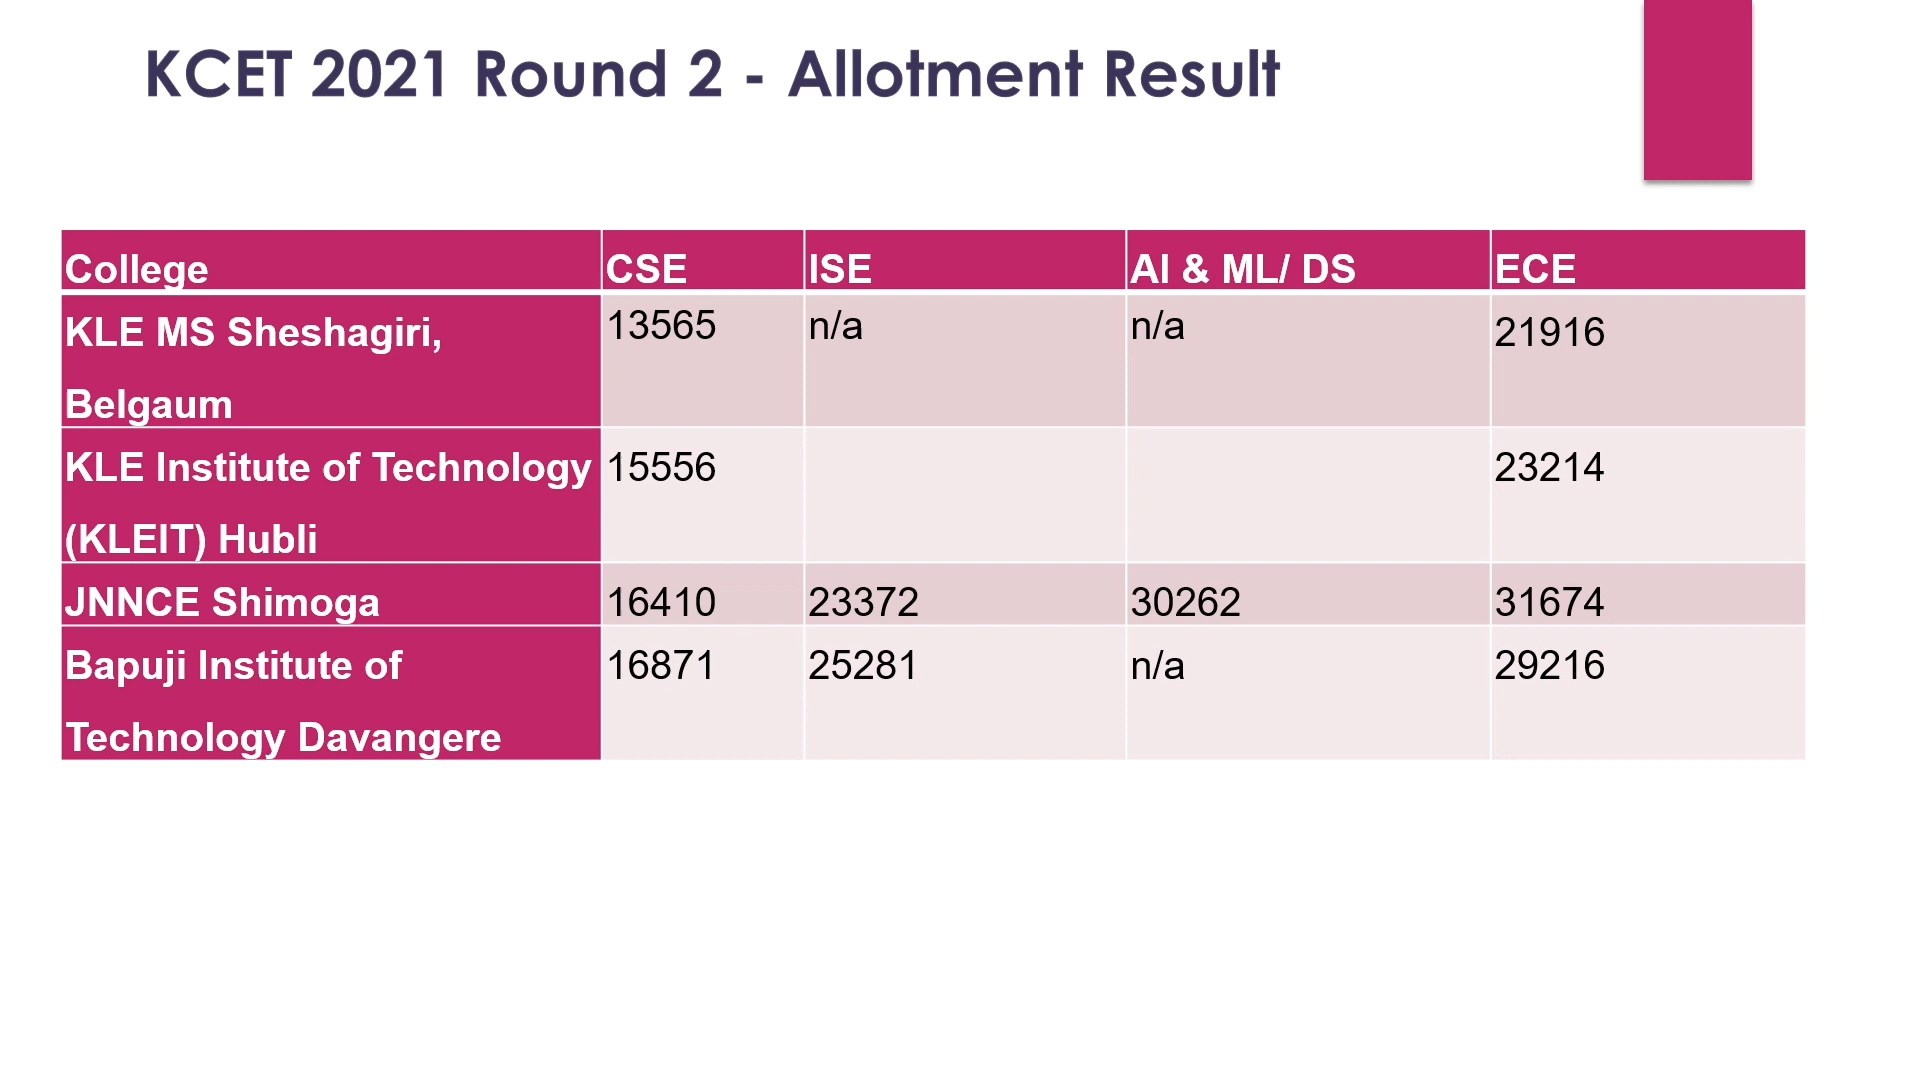 KCET 2021 Round 2 - Allotment Result
College CSE ISE AI & ML/ DS ECE
KLE MS Sheshagiri, 13565 n/a n/a 21916
Belgaum
KLE Institute of Technology 15556 23214
(KLEIT) Hubli
JNNCE Shimoga 16410 23372 30262 31674
Bapuji Institute of 16871 25281 n/a 29216
Technology Davangere